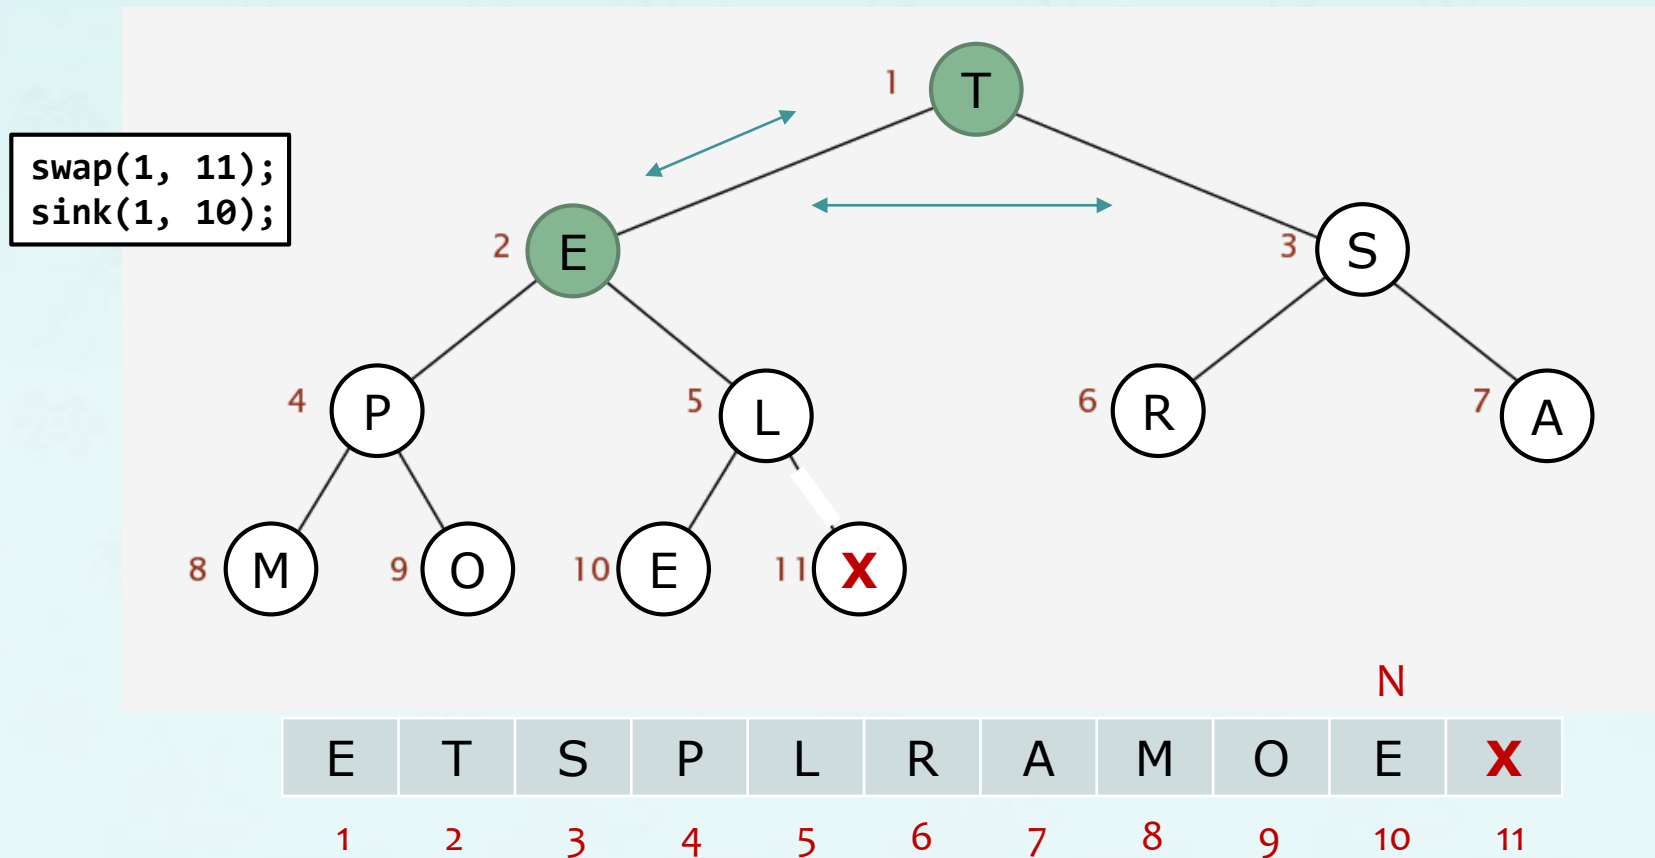 1 T
swap(1, 11);
sink(1, 10);
2 E 3 S
4 P 5 L 6 R 7 A
8 M 9 O 10 E 11 X
N
E T S P L R A M O E X
1 2 3 4 5 6 7 8 9 10 11